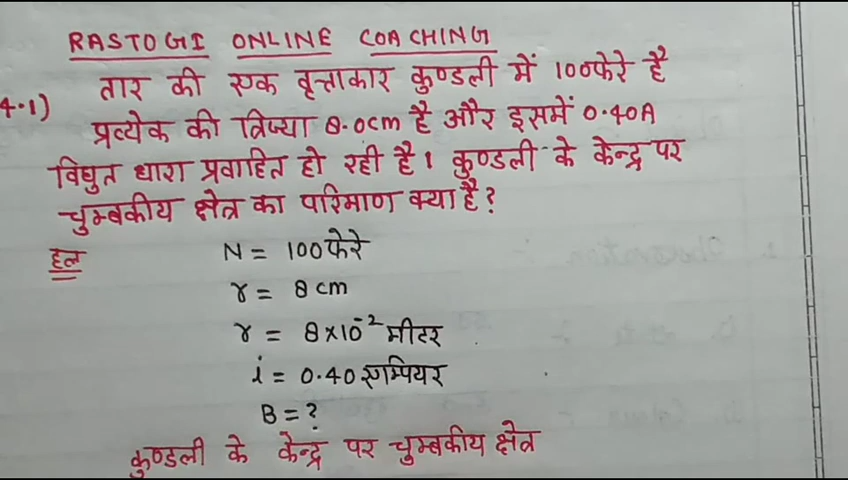 RASTOGI ONLINE COACHING
4.1) तार की एक वृत्ताकार कुण्डली में 100फेरे है
प्रत्येक की त्रिज्या 8.0cm है और इसमें 0.40A
विधुत धारा प्रवाहित हो रही है। कुण्डली के केन्द्र पर
चुम्बकीय क्षेत्र का परिमाण क्या है?
हल
N = 100फेरे
r = 8 cm
r = 8×10⁻² मीटर
i = 0.40 एम्पियर
B = ?
कुण्डली के केन्द्र पर चुम्बकीय क्षेत्र